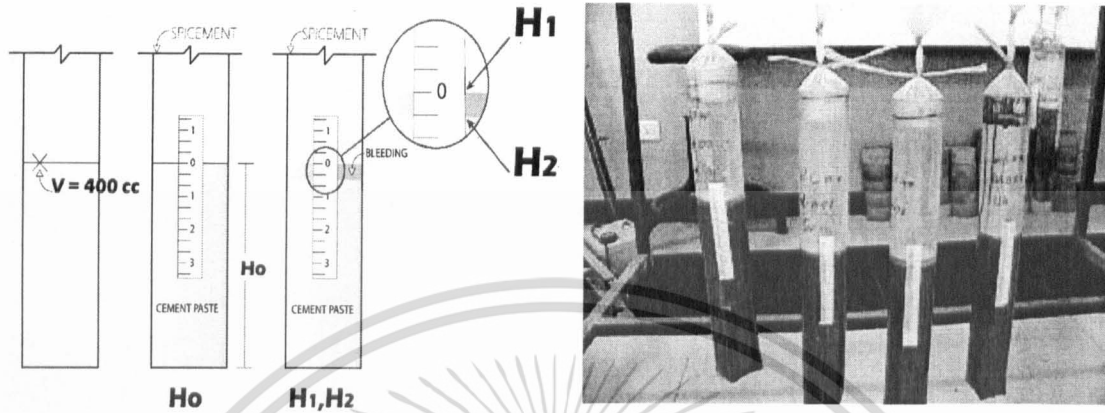 SPICEMENT
SPICEMENT
H1
H2
V = 400 cc
1
0
1
2
3
Ho
CEMENT PASTE
Ho
1
0
1
2
3
BLEEDING
0
CEMENT PASTE
H1,H2